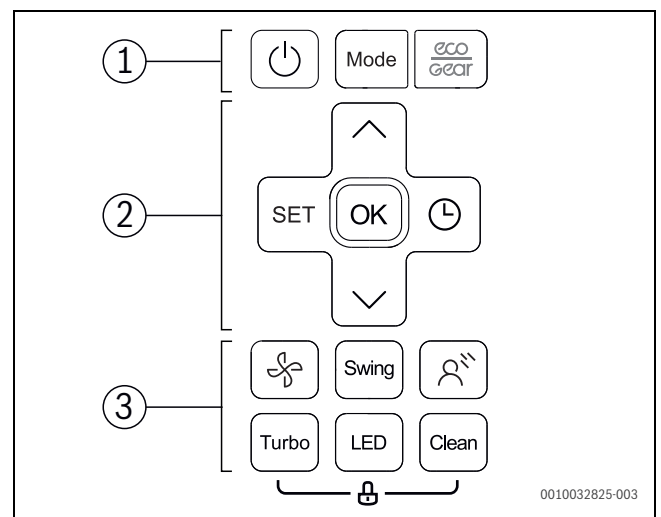 1
Mode
eco
Gear
2
SET
OK
3
Swing
Turbo
LED
Clean
0010032825-003